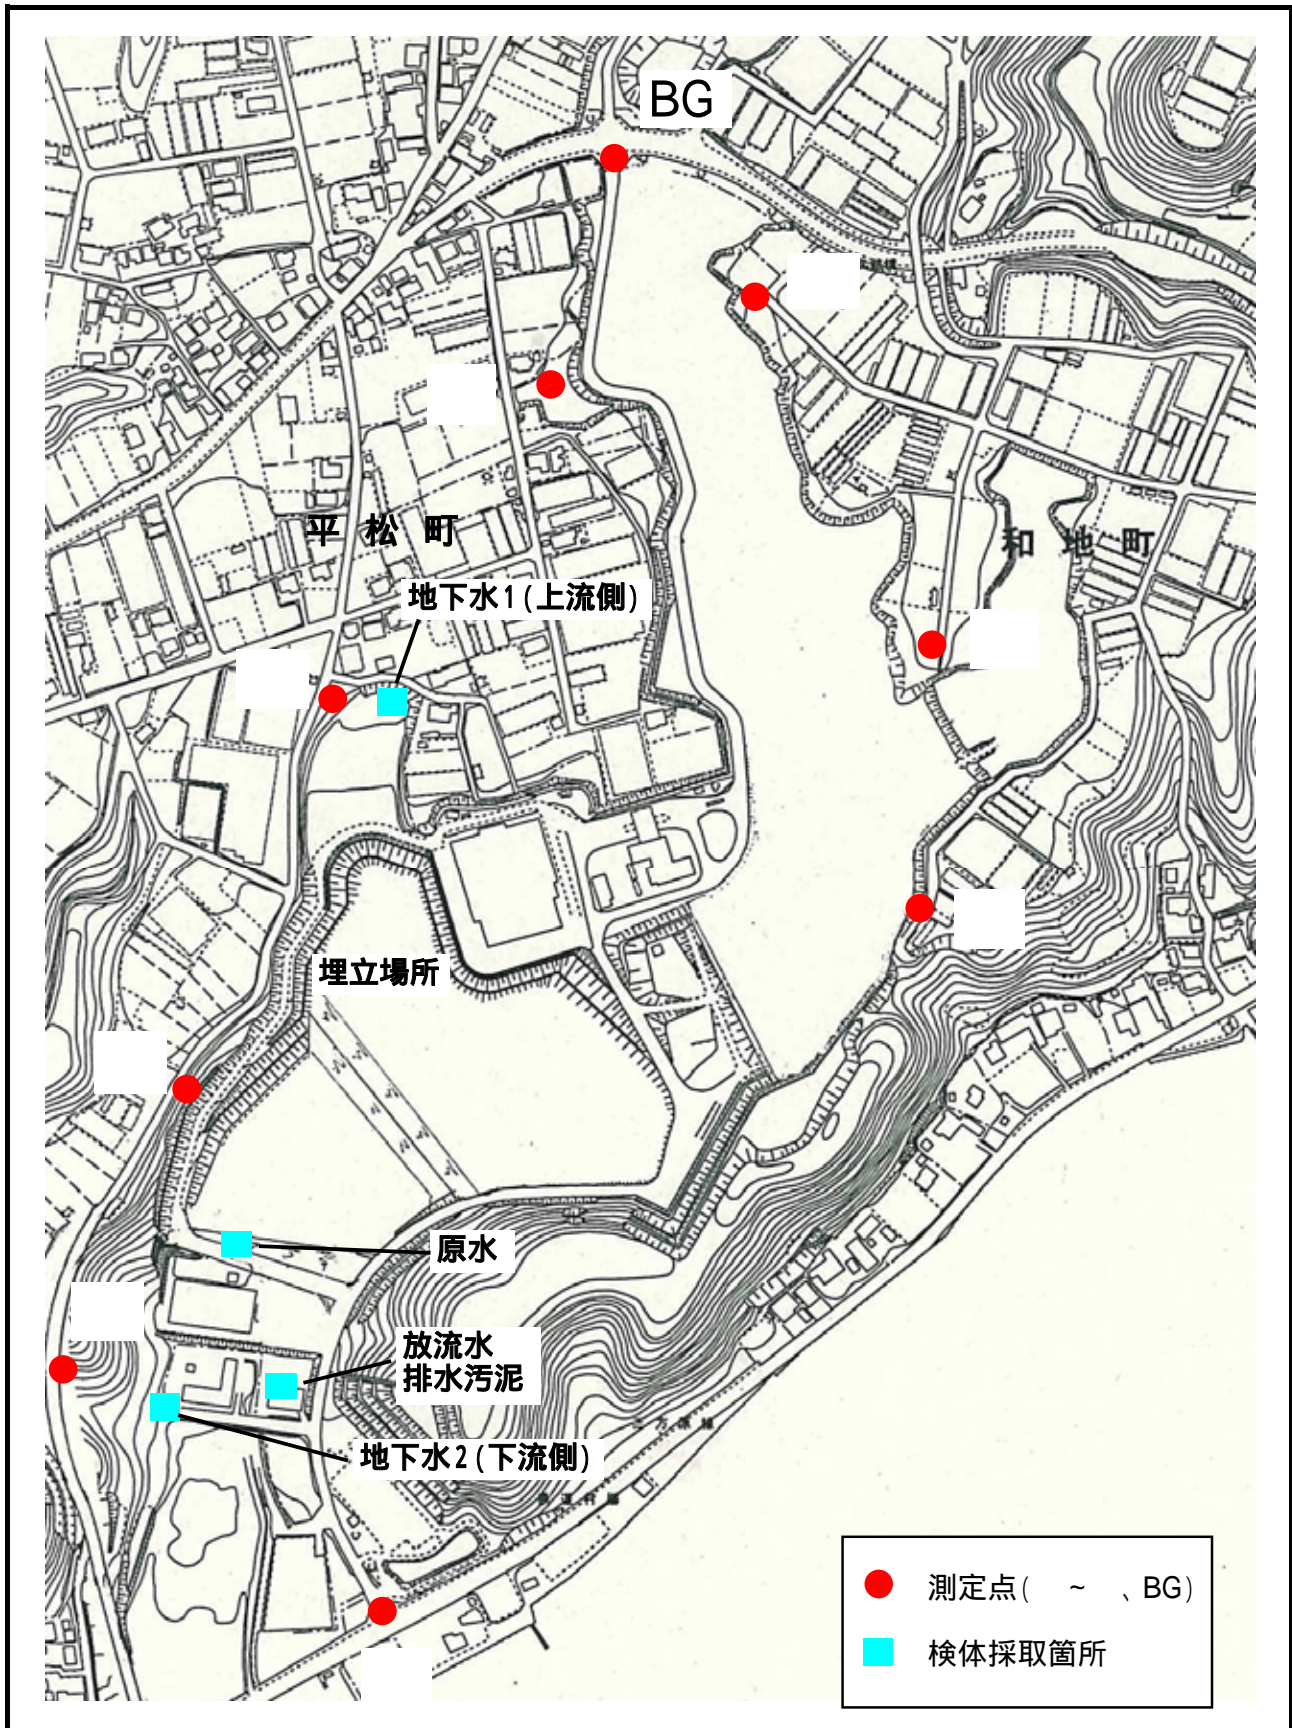 BG
平松町
和地町
地下水1(上流側)
埋立場所
原水
放流水
排水汚泥
地下水2(下流側)
測定点( ～ 、BG)
検体採取箇所